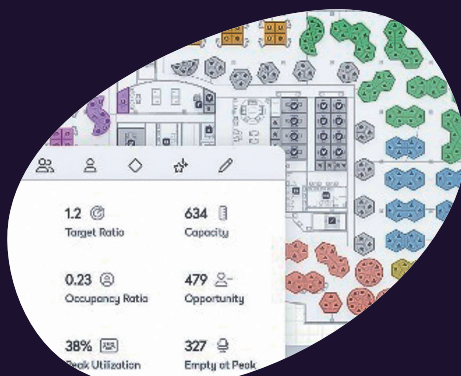 1.2 634
Target Ratio Capacity
0.23 479
Occupancy Ratio Opportunity
38% 327
Peak Utilization Empty at Peak